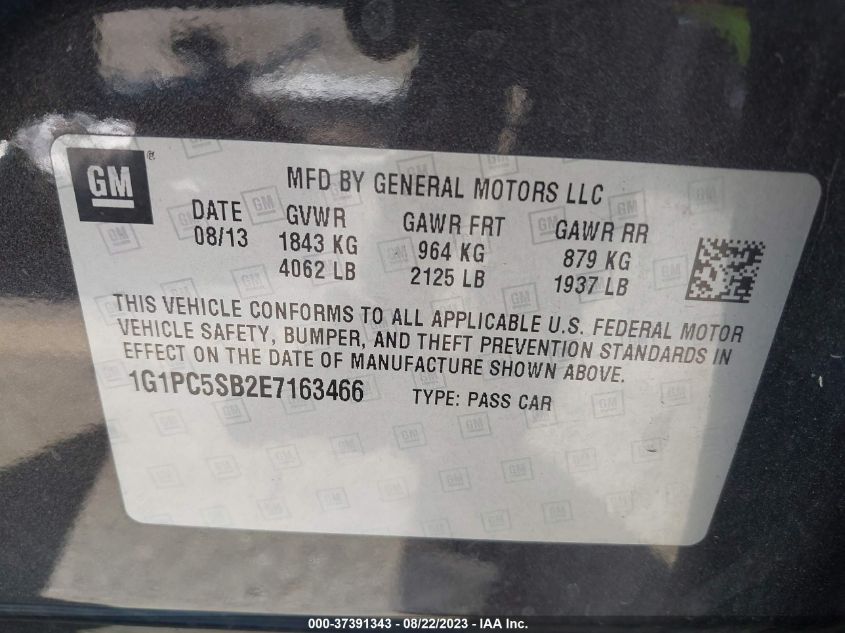 GM®
MFD BY GENERAL MOTORS LLC
DATE GVWR GAWR FRT GAWR RR
08/13 1843 KG 964 KG 879 KG
4062 LB 2125 LB 1937 LB
THIS VEHICLE CONFORMS TO ALL APPLICABLE U.S. FEDERAL MOTOR
VEHICLE SAFETY, BUMPER, AND THEFT PREVENTION STANDARDS IN
EFFECT ON THE DATE OF MANUFACTURE SHOWN ABOVE.
1G1PC5SB2E7163466 TYPE: PASS CAR
000-37391343 - 08/22/2023 - IAA Inc.